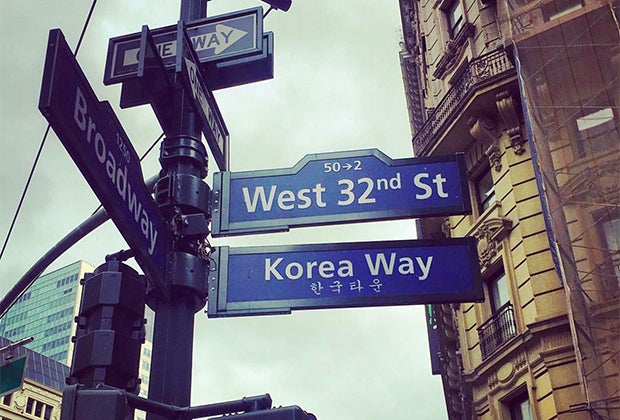 ONE WAY
1250
Broadway
50→2
West 32nd St
Korea Way
한국타운